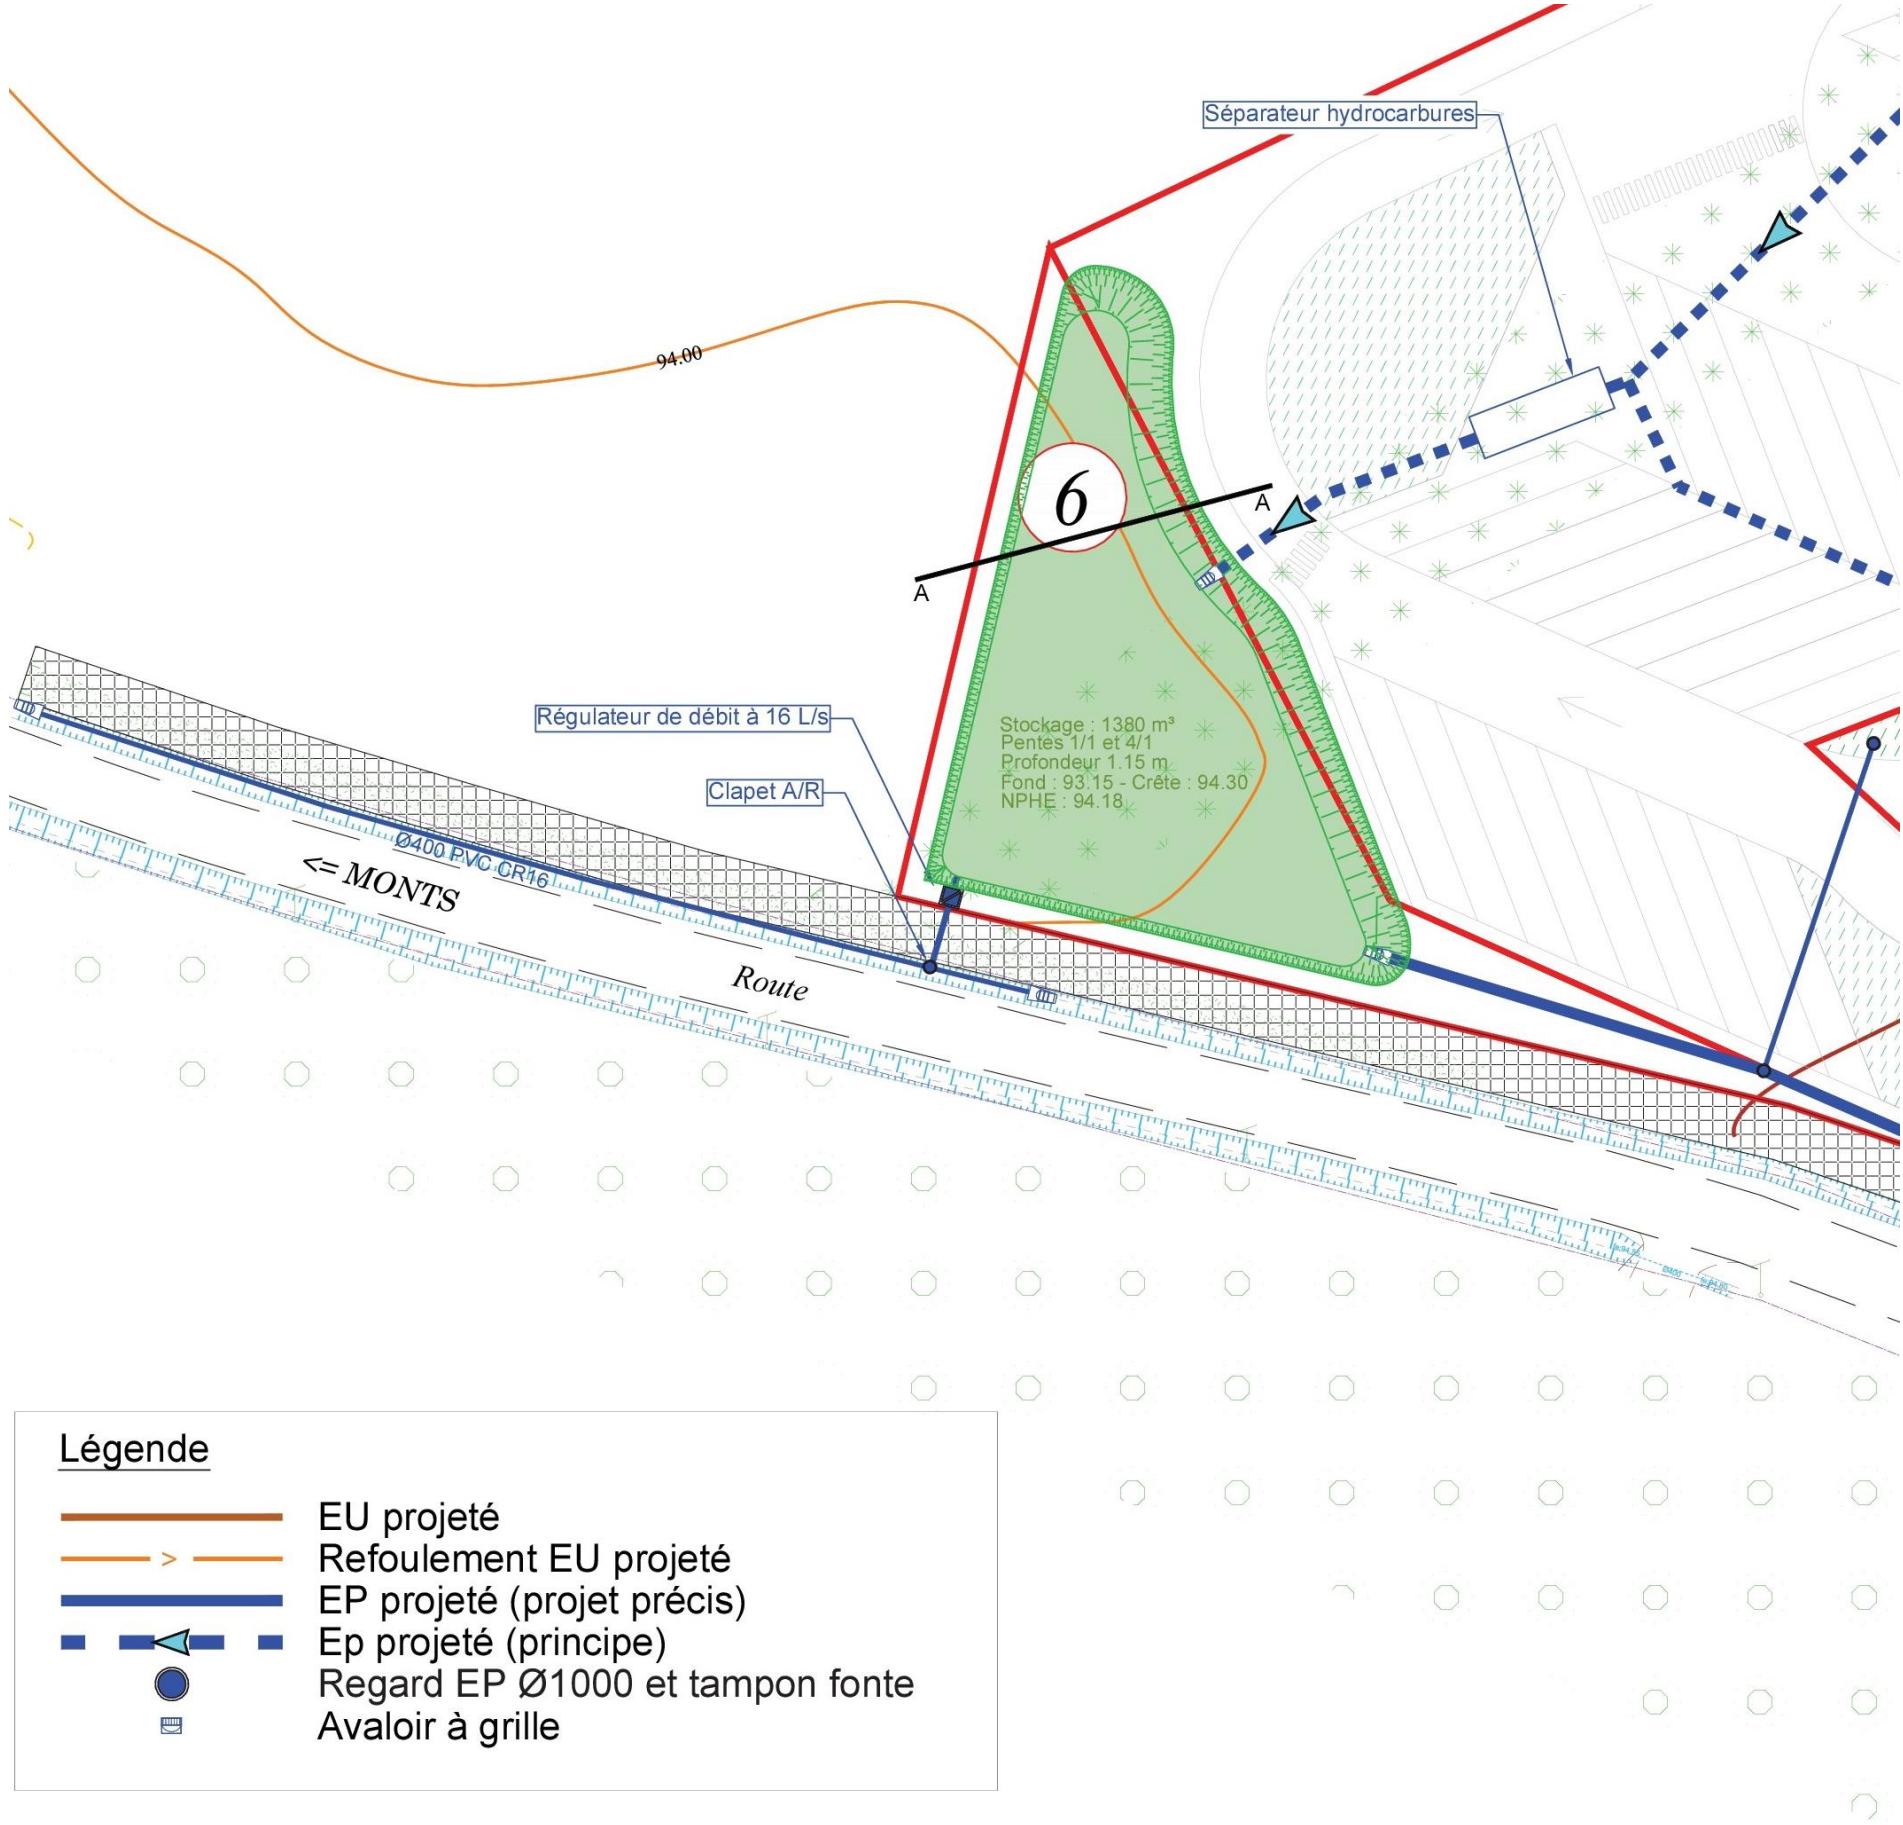 Séparateur hydrocarbures
94.00
6
A
A
Régulateur de débit à 16 L/s
Stockage : 1380 m³
Pentes 1/1 et 4/1
Profondeur 1.15 m
Fond : 93.15 - Crête : 94.30
NPHE : 94.18
Clapet A/R
Ø400 PVC CR16
<= MONTS
Route
Ø400
Légende
EU projeté
> Refoulement EU projeté
EP projeté (projet précis)
Ep projeté (principe)
Regard EP Ø1000 et tampon fonte
Avaloir à grille